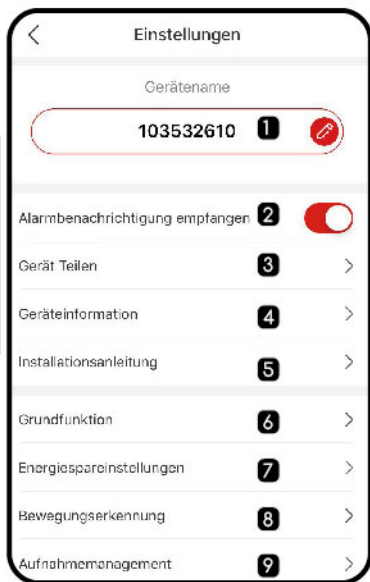 Einstellungen
Gerätename
103532610 1
Alarmbenachrichtigung empfangen 2
Gerät Teilen 3
Geräteinformation 4
Installationsanleitung 5
Grundfunktion 6
Energiespareinstellungen 7
Bewegungserkennung 8
Aufnahmemanagement 9